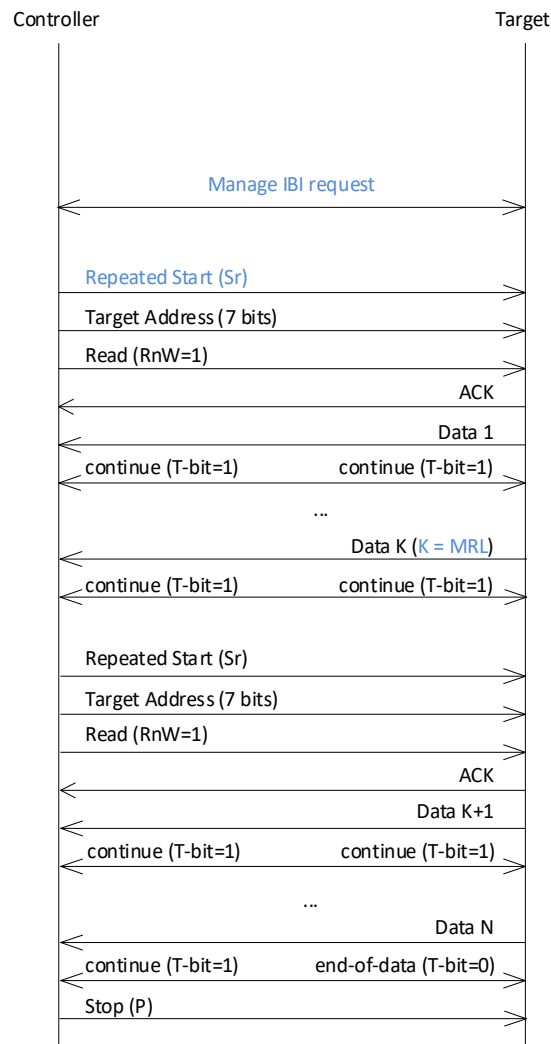 Controller Target
Manage IBI request
Repeated Start (Sr)
Target Address (7 bits)
Read (RnW=1)
ACK
Data 1
continue (T-bit=1) continue (T-bit=1)
...
Data K (K = MRL)
continue (T-bit=1) continue (T-bit=1)
Repeated Start (Sr)
Target Address (7 bits)
Read (RnW=1)
ACK
Data K+1
continue (T-bit=1) continue (T-bit=1)
...
Data N
continue (T-bit=1) end-of-data (T-bit=0)
Stop (P)